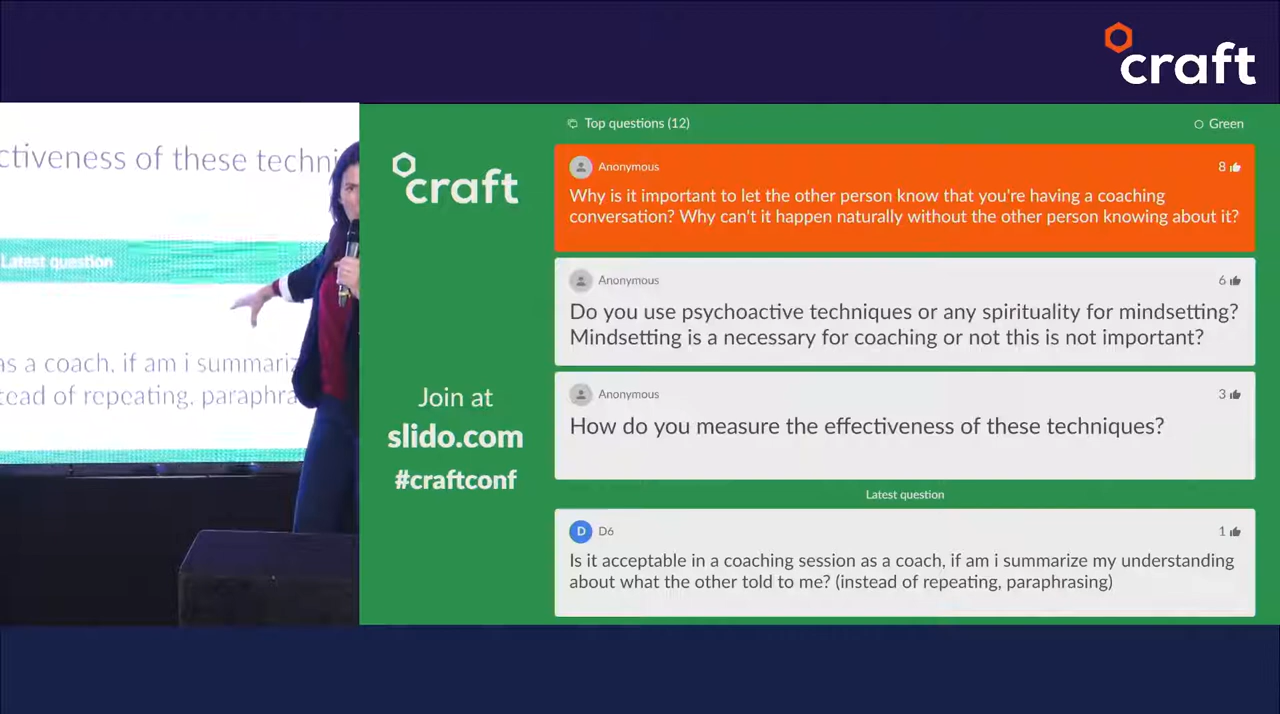 craft
ctiveness of these techni
Latest question
as a coach, if am i summariz
tead of repeating, paraphra
craft
Join at
slido.com
#craftconf
Top questions (12)
Green
Anonymous
8
Why is it important to let the other person know that you're having a coaching
conversation? Why can't it happen naturally without the other person knowing about it?
Anonymous
6
Do you use psychoactive techniques or any spirituality for mindsetting?
Mindsetting is a necessary for coaching or not this is not important?
Anonymous
3
How do you measure the effectiveness of these techniques?
Latest question
D
D6
1
Is it acceptable in a coaching session as a coach, if am i summarize my understanding
about what the other told to me? (instead of repeating, paraphrasing)